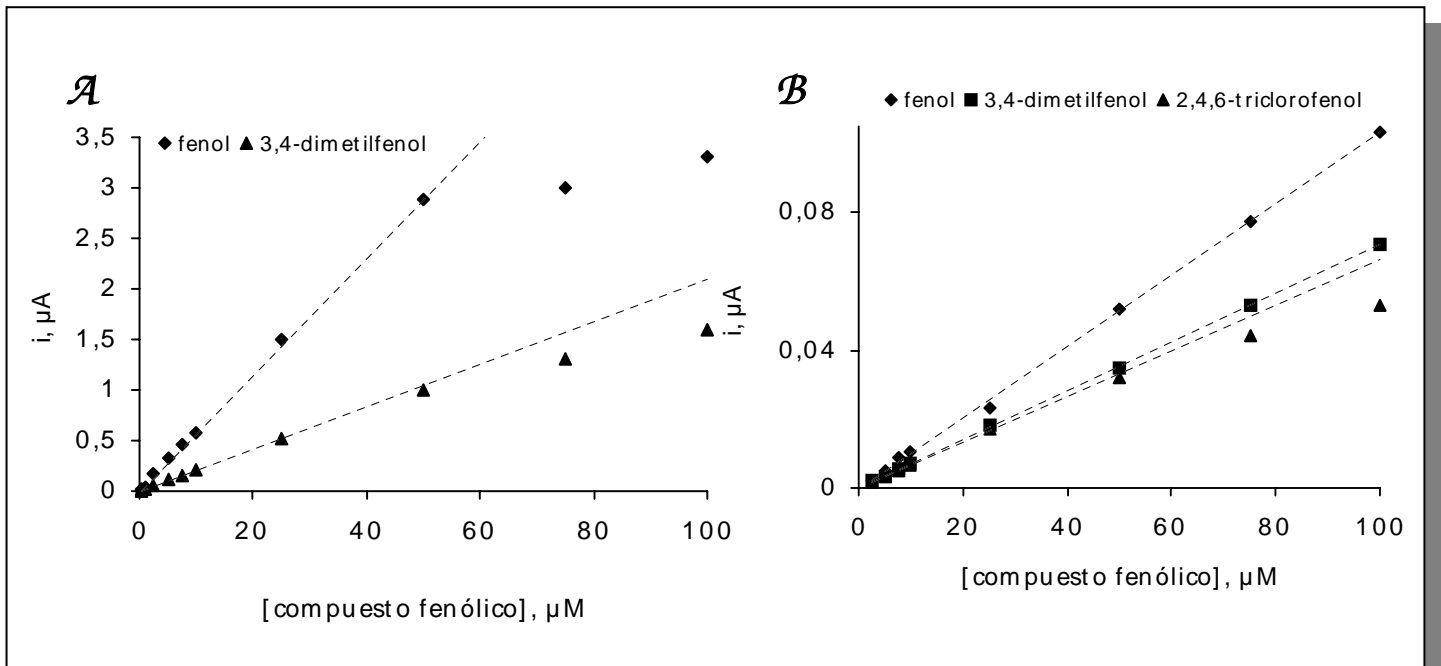 A
fenol 3,4-dimetilfenol
3,5
3
2,5
2
1,5
1
0,5
0
i, µA
0 20 40 60 80 100
[compuesto fenólico], µM
B
fenol 3,4-dimetilfenol 2,4,6-triclorofenol
0,08
0,04
0
i, µA
0 20 40 60 80 100
[compuesto fenólico], µM